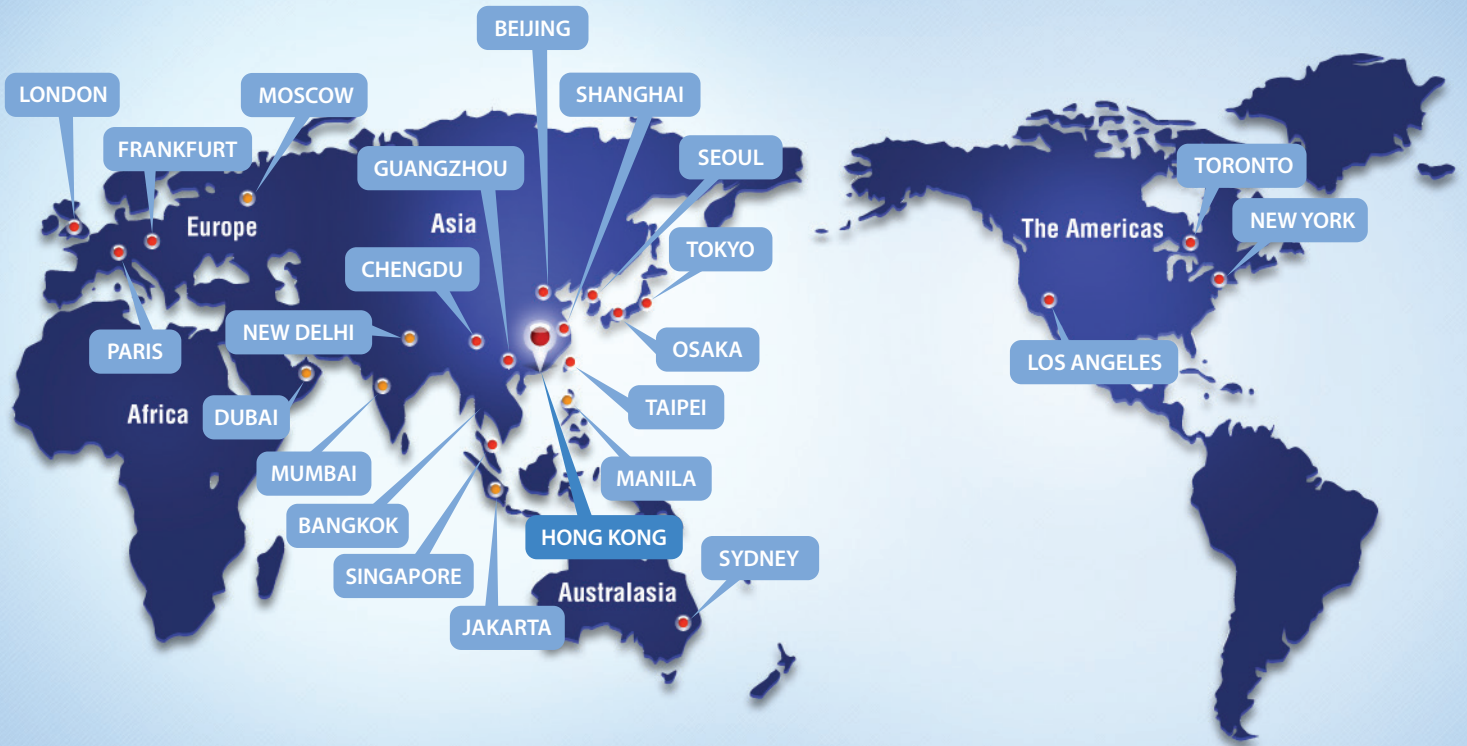 BEIJING
LONDON
MOSCOW
SHANGHAI
FRANKFURT
GUANGZHOU
SEOUL
TORONTO
Europe
Asia
The Americas
NEW YORK
TOKYO
CHENGDU
NEW DELHI
PARIS
OSAKA
LOS ANGELES
Africa
DUBAI
TAIPEI
MUMBAI
MANILA
BANGKOK
HONG KONG
SINGAPORE
SYDNEY
Australasia
JAKARTA